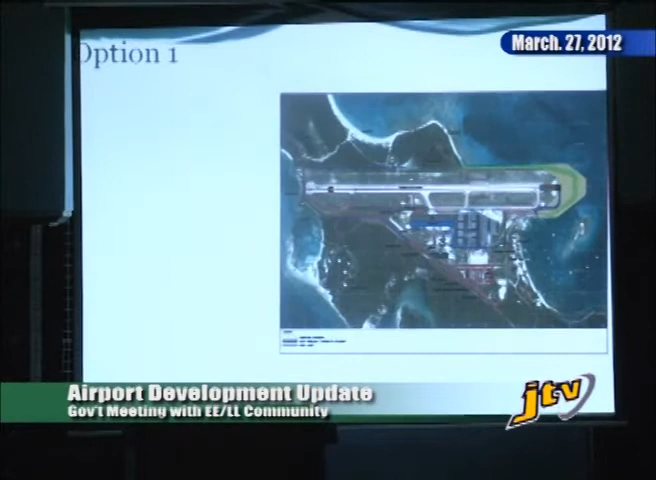 March. 27, 2012
Option 1
Airport Development Update
Gov't Meeting with EE/LL Community
jtv